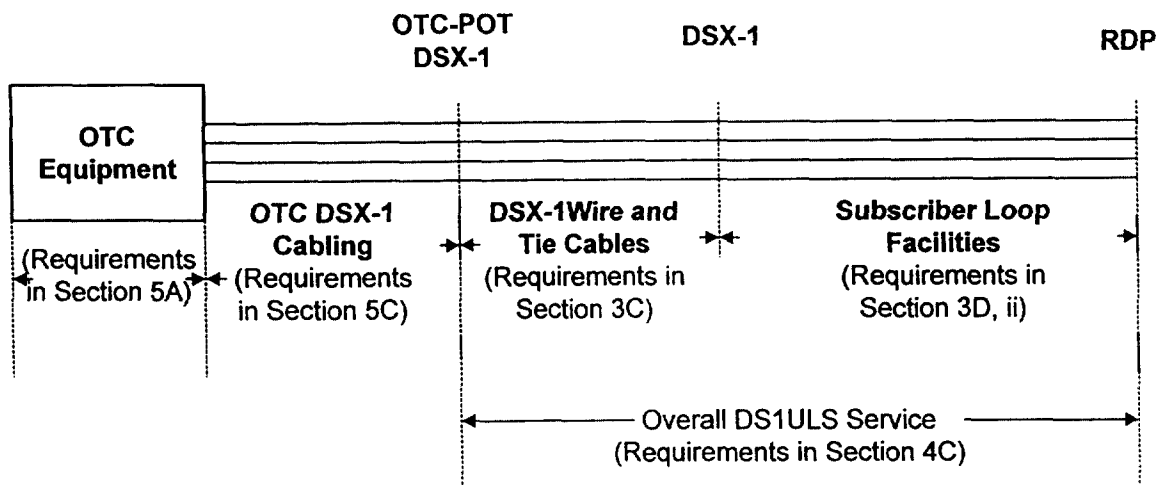 OTC-POT
DSX-1
DSX-1
RDP
OTC
Equipment
OTC DSX-1
Cabling
(Requirements
in Section 5C)
DSX-1Wire and
Tie Cables
(Requirements in
Section 3C)
Subscriber Loop
Facilities
(Requirements in
Section 3D, ii)
(Requirements
in Section 5A)
Overall DS1ULS Service
(Requirements in Section 4C)